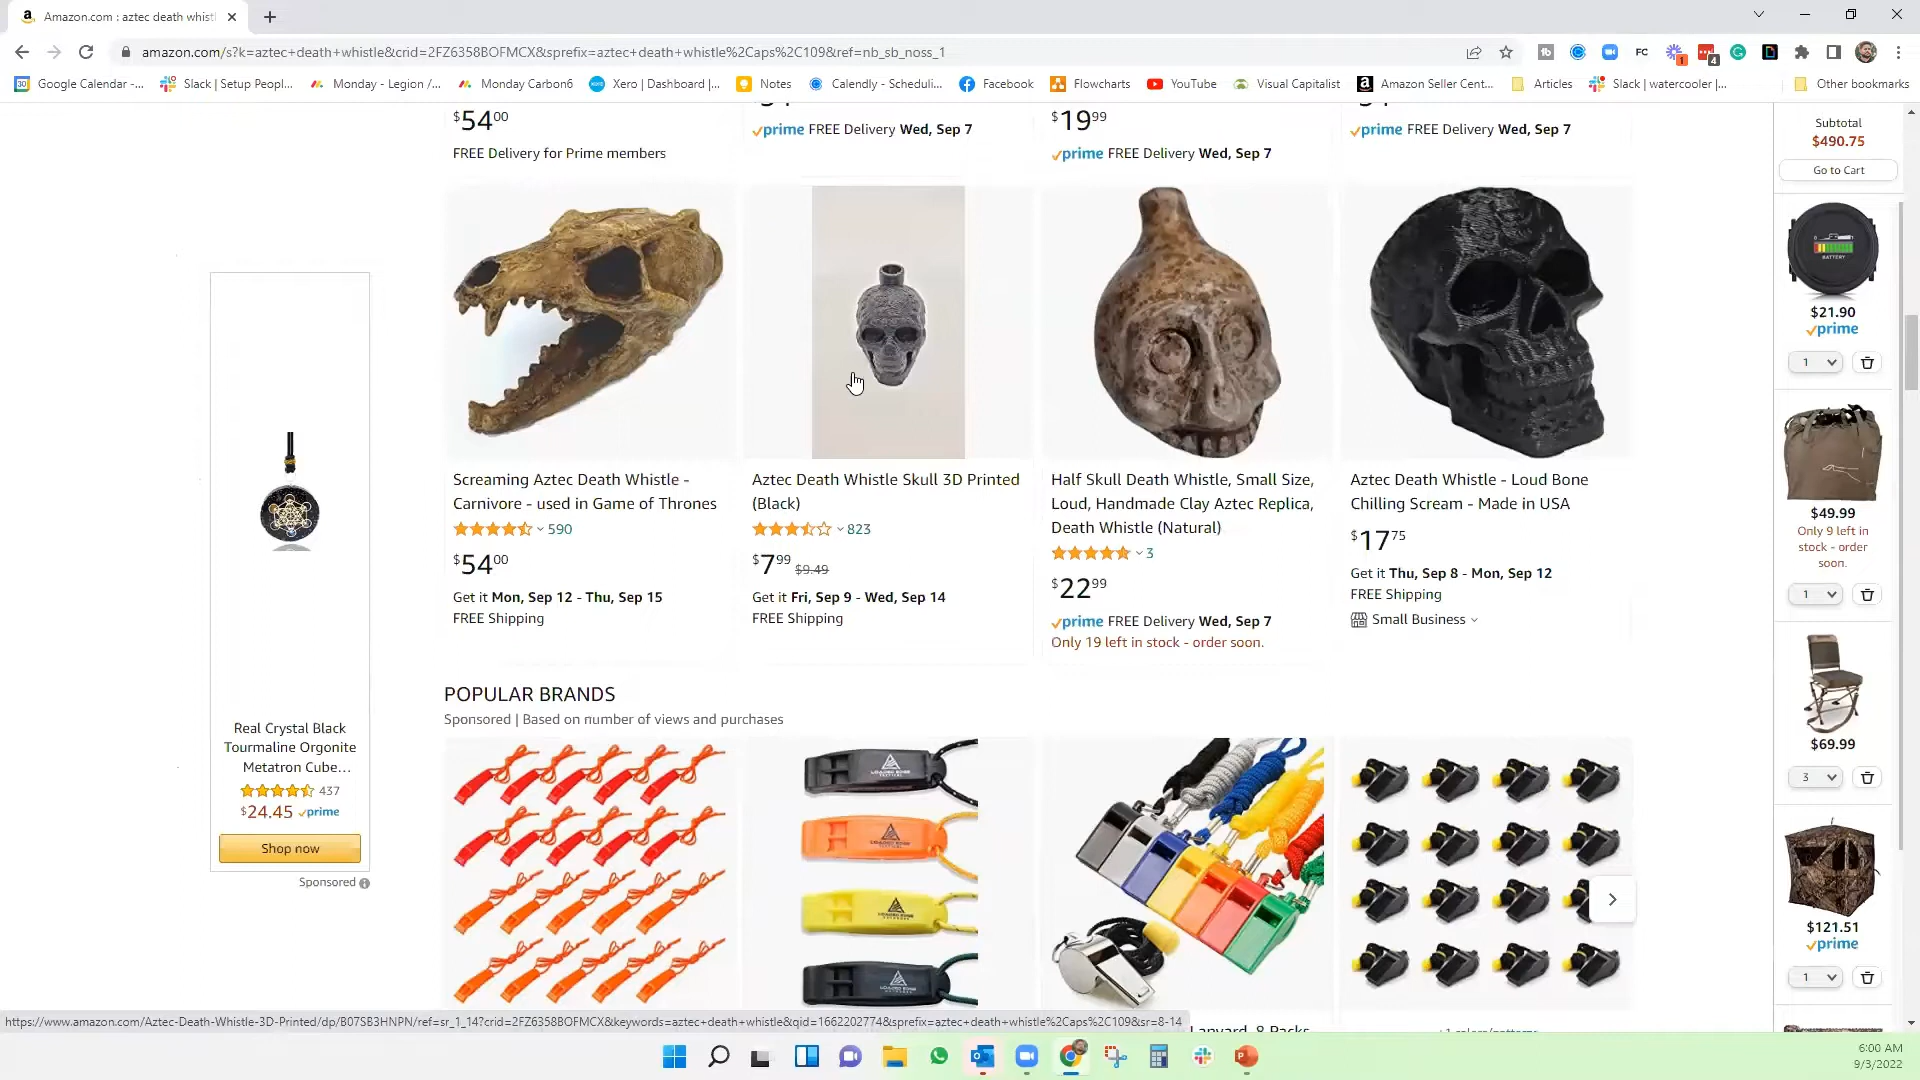 Amazon.com : aztec death whistl
amazon.com/s?k=aztec+death+whistle&crid=2FZ6358BOFMCX&sprefix=aztec+death+whistle%2Caps%2C109&ref=nb_sb_noss_1
FC
1
4
30 Google Calendar -...
Slack | Setup Peopl...
Monday - Legion /...
Monday Carbon6
Xero | Dashboard |...
Notes
Calendly - Scheduli...
Facebook
Flowcharts
YouTube
Visual Capitalist
Amazon Seller Cent...
Articles
Slack | watercooler |...
Other bookmarks
$54 00
FREE Delivery for Prime members
prime FREE Delivery Wed, Sep 7
$19 99
prime FREE Delivery Wed, Sep 7
prime FREE Delivery Wed, Sep 7
Screaming Aztec Death Whistle -
Carnivore - used in Game of Thrones
590
$54 00
Get it Mon, Sep 12 - Thu, Sep 15
FREE Shipping
Aztec Death Whistle Skull 3D Printed
(Black)
823
$7 99 $9.49
Get it Fri, Sep 9 - Wed, Sep 14
FREE Shipping
Half Skull Death Whistle, Small Size,
Loud, Handmade Clay Aztec Replica,
Death Whistle (Natural)
3
$22 99
prime FREE Delivery Wed, Sep 7
Only 19 left in stock - order soon.
Aztec Death Whistle - Loud Bone
Chilling Scream - Made in USA
$17 75
Get it Thu, Sep 8 - Mon, Sep 12
FREE Shipping
Small Business
Real Crystal Black
Tourmaline Orgonite
Metatron Cube...
437
$24.45 prime
Shop now
Sponsored
POPULAR BRANDS
Sponsored | Based on number of views and purchases
Lanyard, 8 Packs
Subtotal
$490.75
Go to Cart
BATTERY
$21.90
prime
1
$49.99
Only 9 left in
stock - order
soon.
1
$69.99
3
$121.51
prime
1
https://www.amazon.com/Aztec-Death-Whistle-3D-Printed/dp/B07SB3HNPN/ref=sr_1_14?crid=2FZ6358BOFMCX&keywords=aztec+death+whistle&qid=1662202774&sprefix=aztec+death+whistle%2Caps%2C109&sr=8-14
6:00 AM
9/3/2022